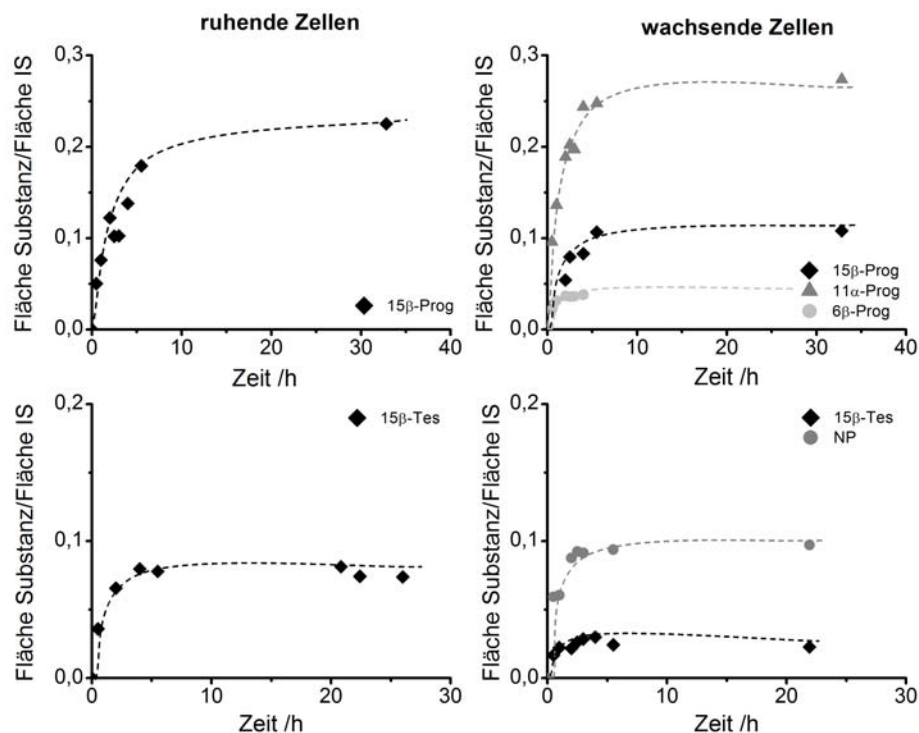 ruhende Zellen
wachsende Zellen
Fläche Substanz/Fläche IS
0,3
0,2
0,1
0,0
0
10
20
30
40
Zeit /h
15β-Prog
Fläche Substanz/Fläche IS
0,3
0,2
0,1
0,0
0
10
20
30
40
Zeit /h
15β-Prog
11α-Prog
6β-Prog
Fläche Substanz/Fläche IS
0,2
0,1
0,0
0
10
20
30
Zeit /h
15β-Tes
Fläche Substanz/Fläche IS
0,2
0,1
0,0
0
10
20
30
Zeit /h
15β-Tes
NP